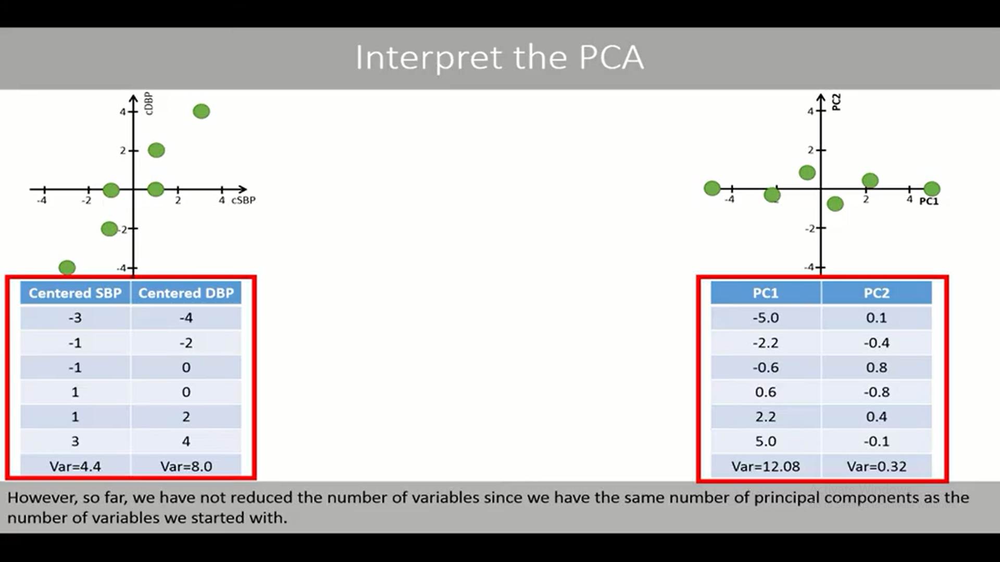 Interpret the PCA
cDBP
4
2
-4 -2 2 4 cSBP
-2
-4
PC2
4
2
-4 2 4 PC1
-2
-4
Centered SBP Centered DBP
-3 -4
-1 -2
-1 0
1 0
1 2
3 4
Var=4.4 Var=8.0
PC1 PC2
-5.0 0.1
-2.2 -0.4
-0.6 0.8
0.6 -0.8
2.2 0.4
5.0 -0.1
Var=12.08 Var=0.32
Activate Windows
However, so far, we have not reduced the number of variables since we have the same number of principal components as the
number of variables we started with.